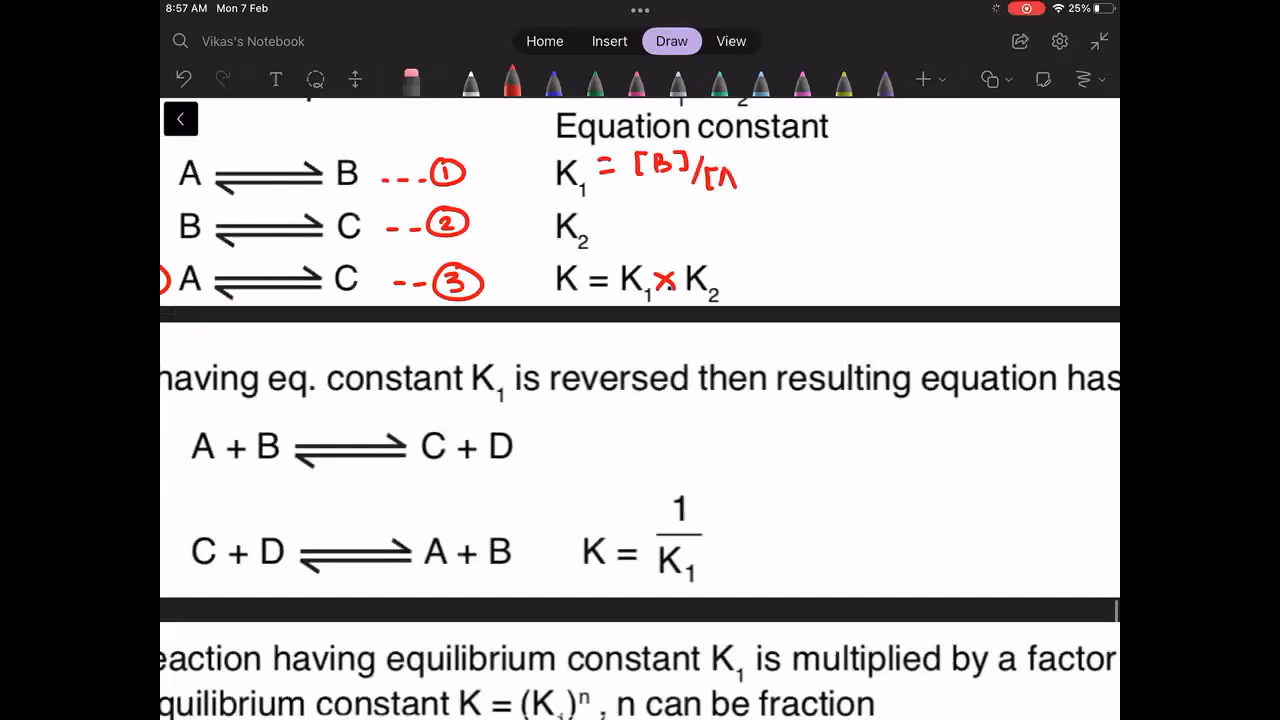 8:57 AM Mon 7 Feb
25%
Vikas's Notebook
Home Insert Draw View
Equation constant
A ⇌ B ---① K₁ = [B]/[A
B ⇌ C --② K₂
A ⇌ C --③ K = K₁ × K₂
having eq. constant K₁ is reversed then resulting equation has
A + B ⇌ C + D
C + D ⇌ A + B K = 1/K₁
eaction having equilibrium constant K₁ is multiplied by a factor
quilibrium constant K = (K₁)ⁿ , n can be fraction